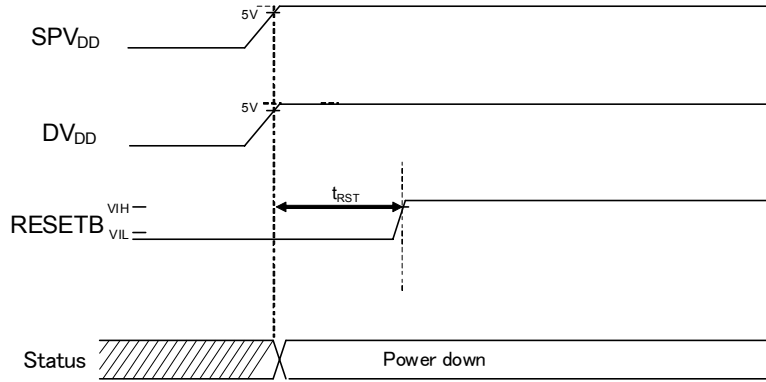 5V
SPVDD
5V
DVDD
tRST
VIH
RESETB
VIL
Status
Power down